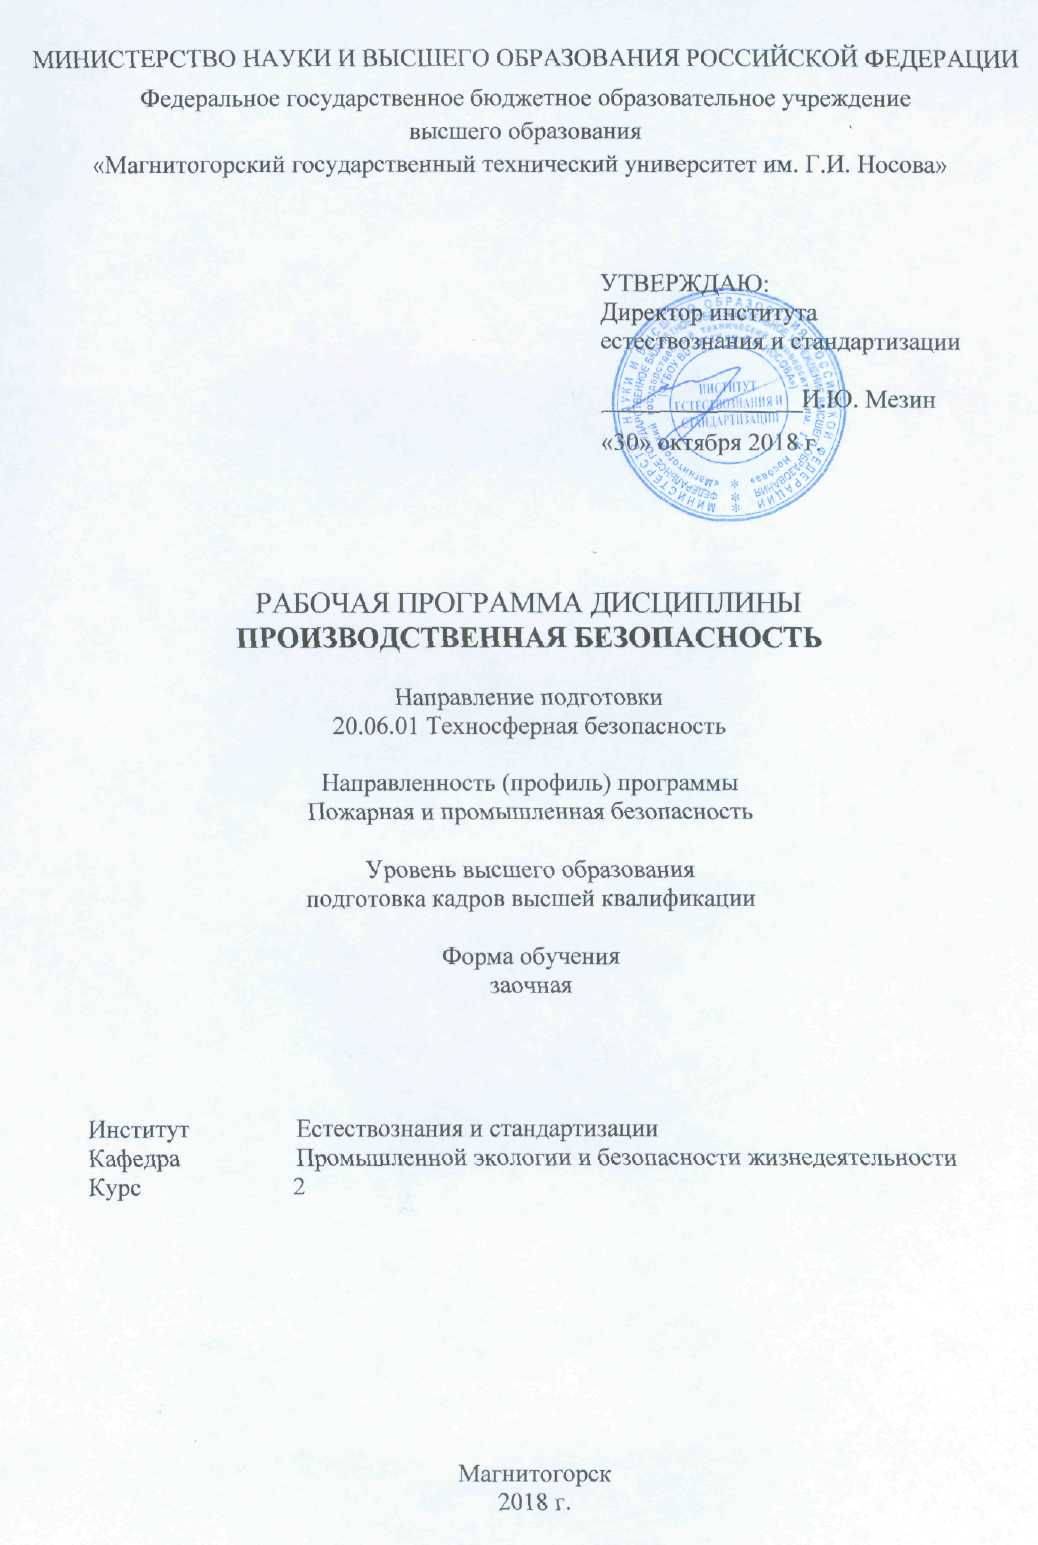 МИНИСТЕРСТВО НАУКИ И ВЫСШЕГО ОБРАЗОВАНИЯ РОССИЙСКОЙ ФЕДЕРАЦИИ
Федеральное государственное бюджетное образовательное учреждение
высшего образования
«Магнитогорский государственный технический университет им. Г.И. Носова»
УТВЕРЖДАЮ:
Директор института
естествознания и стандартизации
И.Ю. Мезин
«30» октября 2018 г.
ИНСТИТУТ
ЕСТЕСТВОЗНАНИЯ И
СТАНДАРТИЗАЦИИ
РАБОЧАЯ ПРОГРАММА ДИСЦИПЛИНЫ
ПРОИЗВОДСТВЕННАЯ БЕЗОПАСНОСТЬ
Направление подготовки
20.06.01 Техносферная безопасность
Направленность (профиль) программы
Пожарная и промышленная безопасность
Уровень высшего образования
подготовка кадров высшей квалификации
Форма обучения
заочная
Институт Естествознания и стандартизации
Кафедра Промышленной экологии и безопасности жизнедеятельности
Курс 2
Магнитогорск
2018 г.